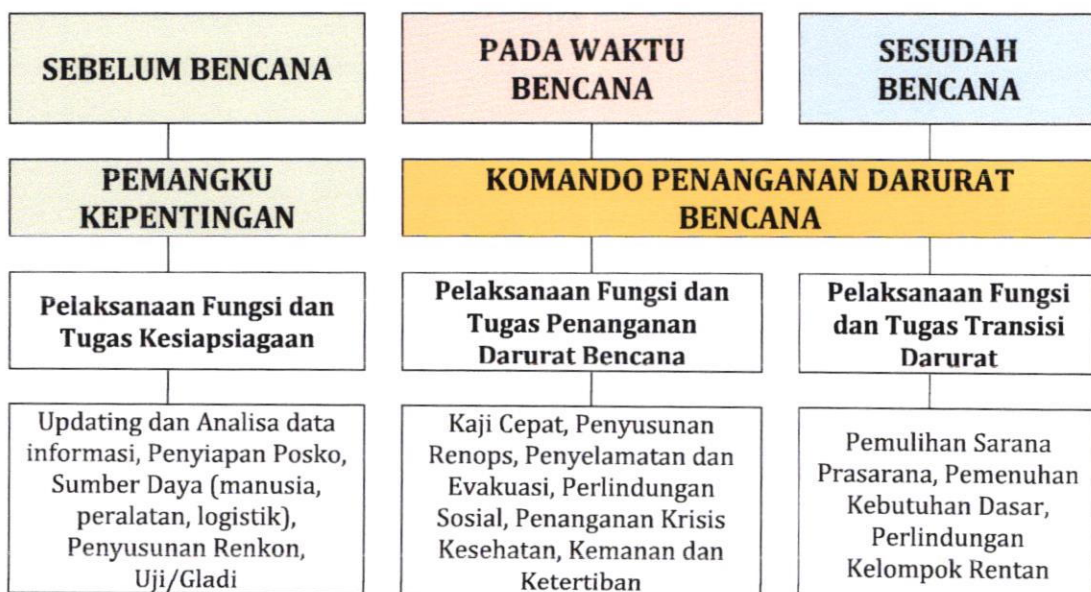 SEBELUM BENCANA
PADA WAKTU
BENCANA
SESUDAH
BENCANA
PEMANGKU
KEPENTINGAN
KOMANDO PENANGANAN DARURAT
BENCANA
Pelaksanaan Fungsi dan
Tugas Kesiapsiagaan
Pelaksanaan Fungsi dan
Tugas Penanganan
Darurat Bencana
Pelaksanaan Fungsi
dan Tugas Transisi
Darurat
Updating dan Analisa data
informasi, Penyiapan Posko,
Sumber Daya (manusia,
peralatan, logistik),
Penyusunan Renkon,
Uji/Gladi
Kaji Cepat, Penyusunan
Renops, Penyelamatan dan
Evakuasi, Perlindungan
Sosial, Penanganan Krisis
Kesehatan, Kemanan dan
Ketertiban
Pemulihan Sarana
Prasarana, Pemenuhan
Kebutuhan Dasar,
Perlindungan
Kelompok Rentan